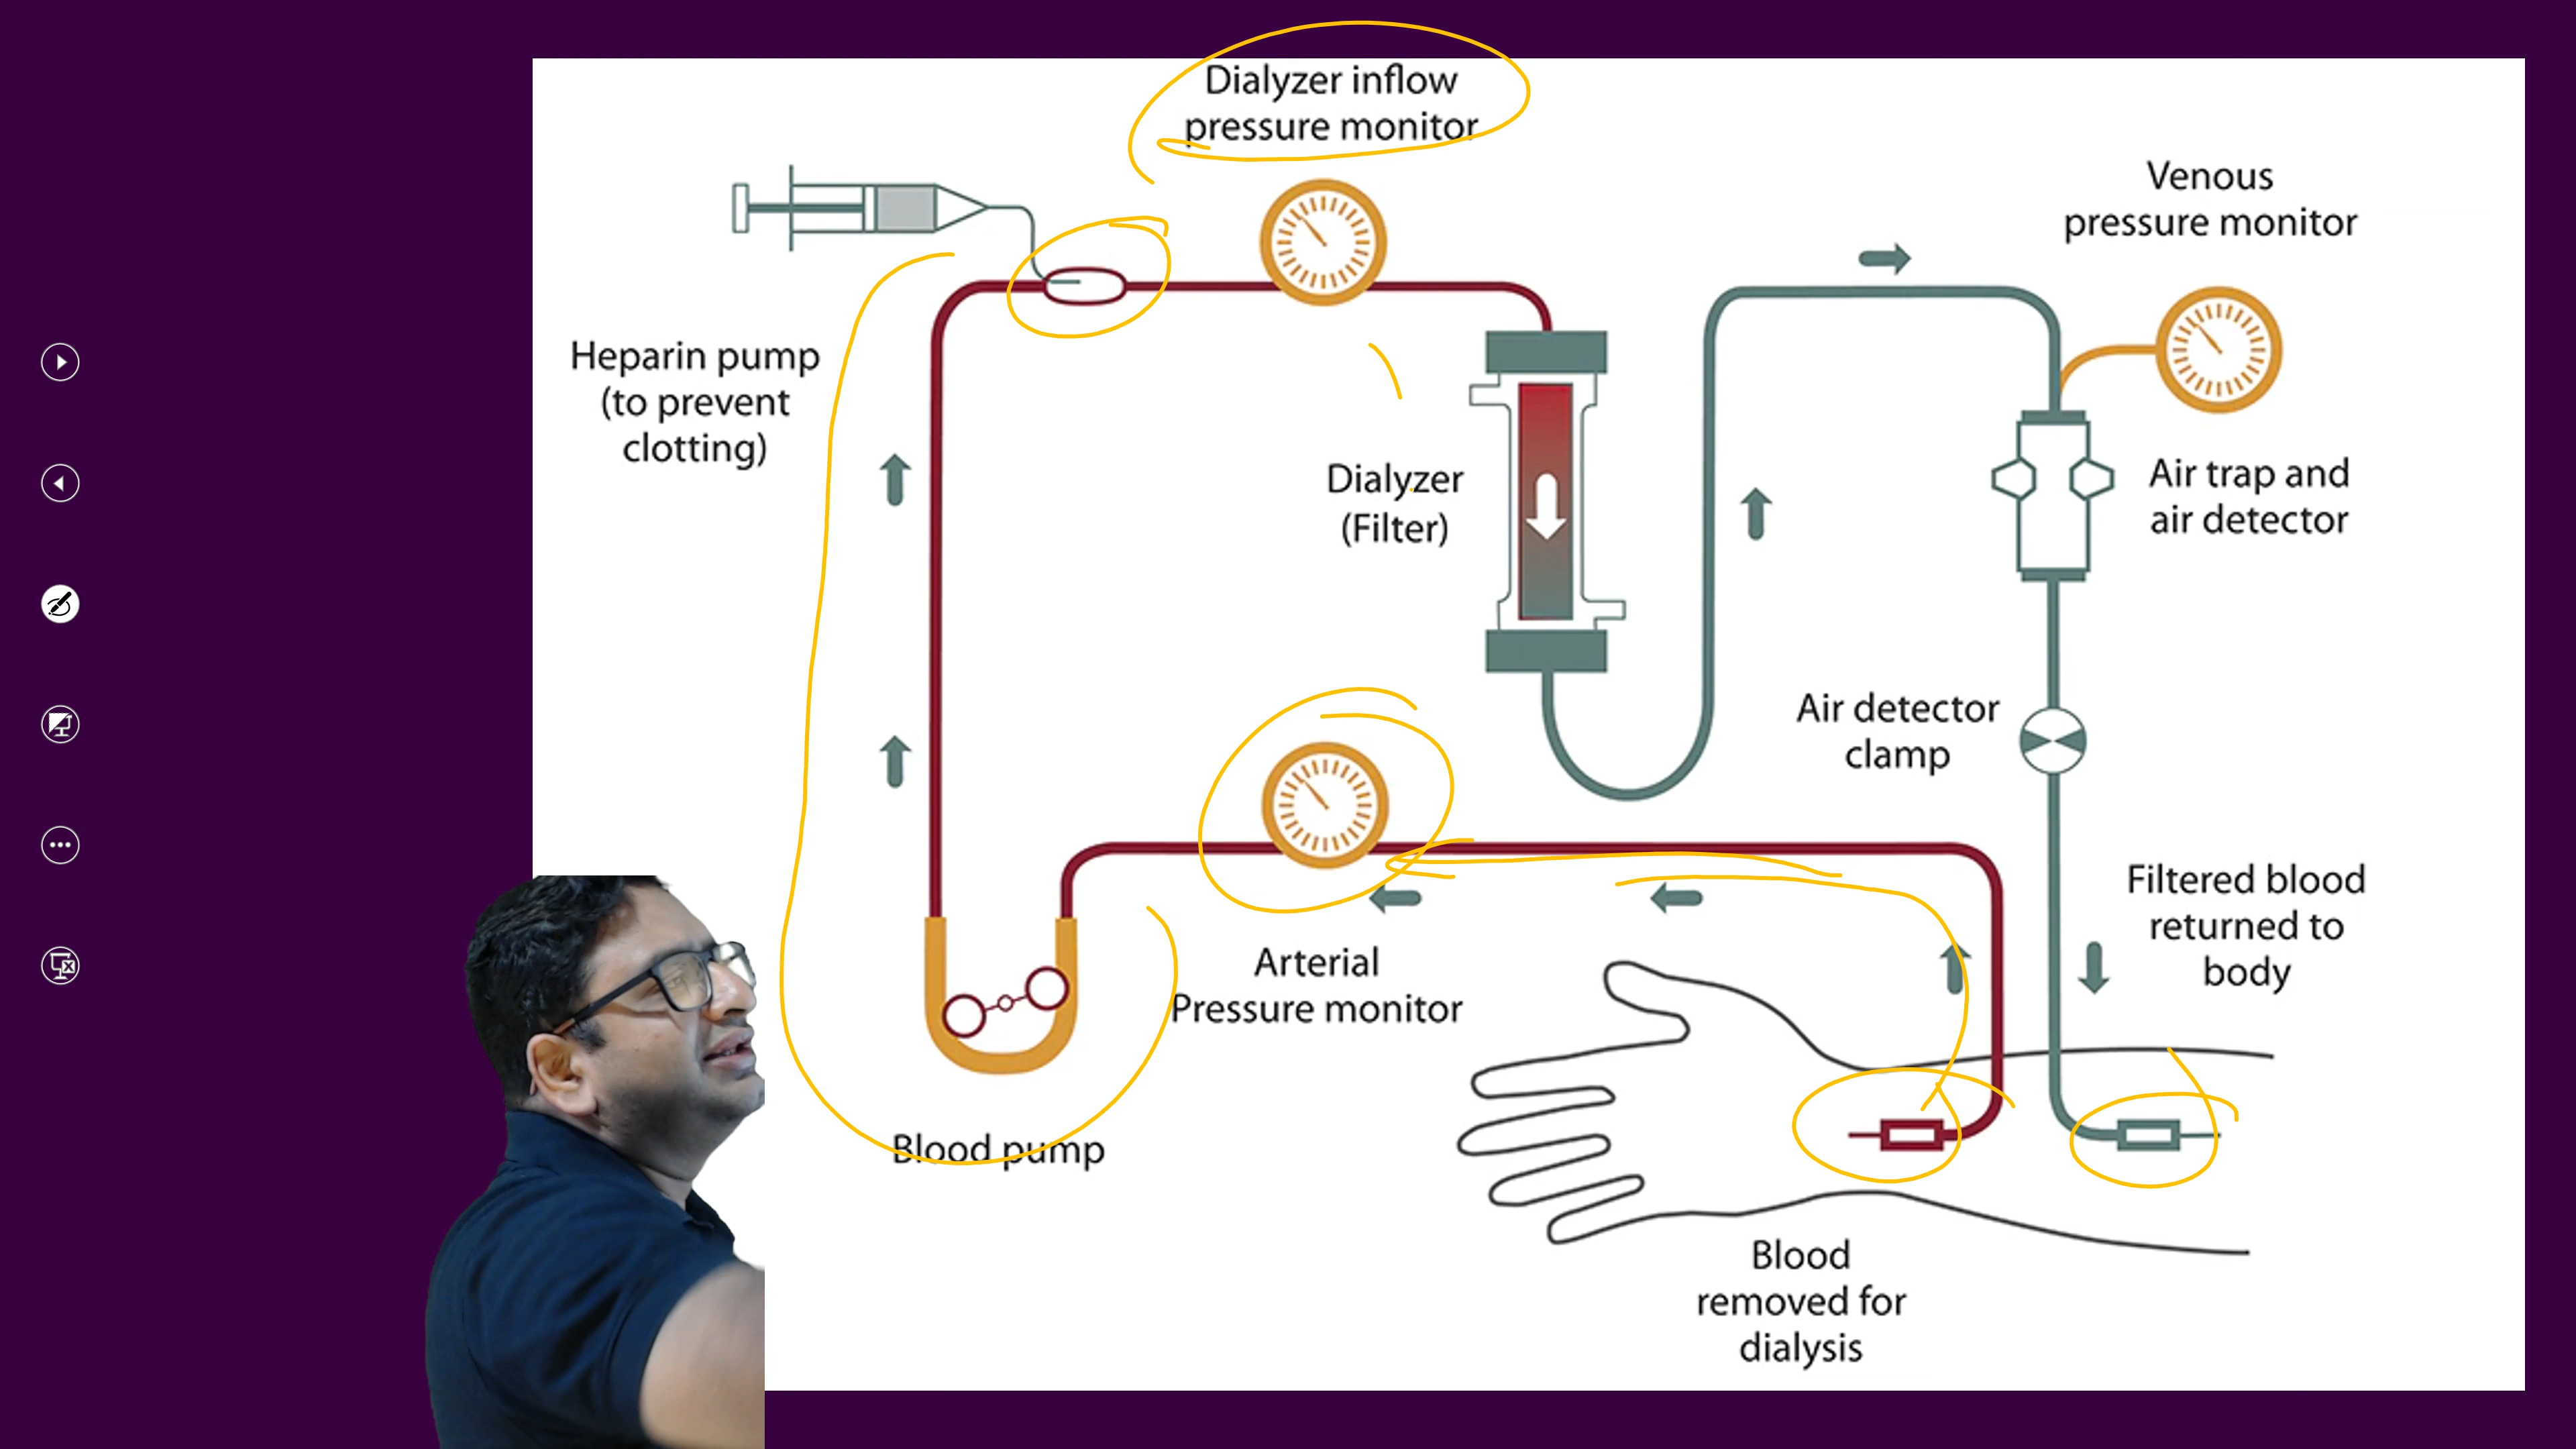 Dialyzer inflow
pressure monitor
Venous
pressure monitor
Heparin pump
(to prevent
clotting)
Dialyzer
(Filter)
Air trap and
air detector
Air detector
clamp
Filtered blood
returned to
body
Arterial
Pressure monitor
Blood pump
Blood
removed for
dialysis